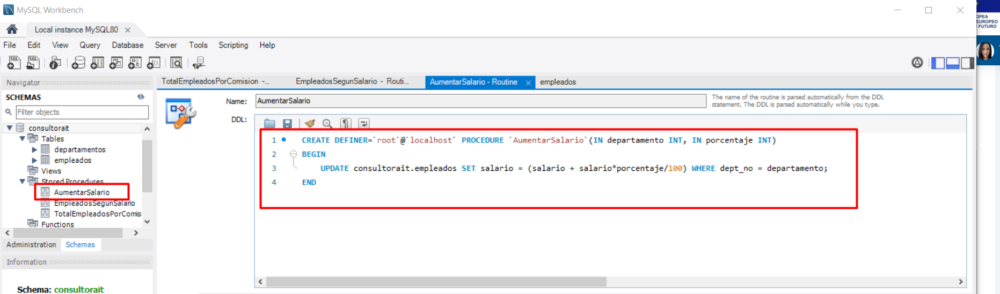 MySQL Workbench
Local instance MySQL80
File Edit View Query Database Server Tools Scripting Help
OPEA
EUROPEO
FUTURO
Navigator
SCHEMAS
Filter objects
consultorait
Tables
departamentos
empleados
Views
Stored Procedures
AumentarSalario
EmpleadosSegunSalario
TotalEmpleadosPorComis
Functions
Administration Schemas
Information
Schema: consultorait
TotalEmpleadosPorComision -... EmpleadosSegunSalario - Routi... AumentarSalario - Routine empleados
Name: AumentarSalario
The name of the routine is parsed automatically from the DDL
statement. The DDL is parsed automatically while you type.
DDL:
1 CREATE DEFINER=`root`@`localhost` PROCEDURE `AumentarSalario`(IN departamento INT, IN porcentaje INT)
2 BEGIN
3 UPDATE consultorait.empleados SET salario = (salario + salario*porcentaje/100) WHERE dept_no = departamento;
4 END